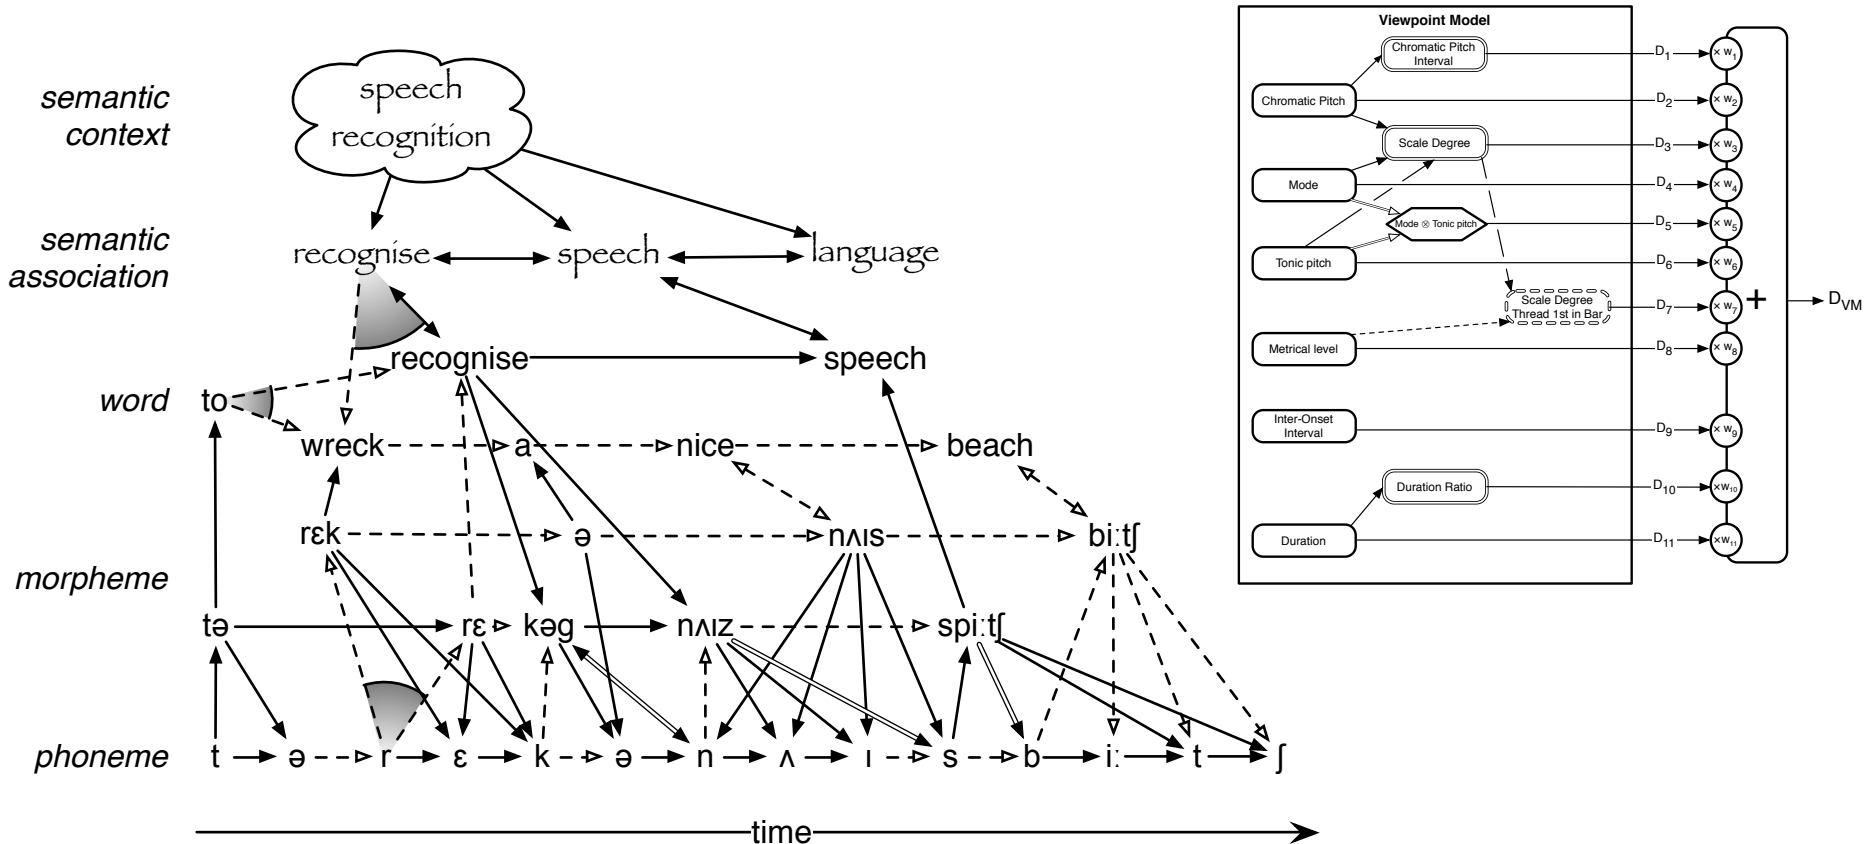 semantic
context
speech
recognition
semantic
association
recognise
speech
language
recognise
speech
word
to
wreck
a
nice
beach
rɛk
ə
nʌɪs
biːtʃ
morpheme
tə
rɛ
kəg
nʌɪz
spiːtʃ
phoneme
t
ə
r
ɛ
k
ə
n
ʌ
ɪ
s
b
iː
t
ʃ
time
Viewpoint Model
Chromatic Pitch
Interval
D1
× w1
Chromatic Pitch
D2
× w2
Scale Degree
D3
× w3
Mode
D4
× w4
Mode ⊗ Tonic pitch
D5
× w5
Tonic pitch
D6
× w6
Scale Degree
Thread 1st in Bar
D7
× w7
+
DVM
Metrical level
D8
× w8
Inter-Onset
Interval
D9
× w9
Duration Ratio
D10
×w10
Duration
D11
×w11